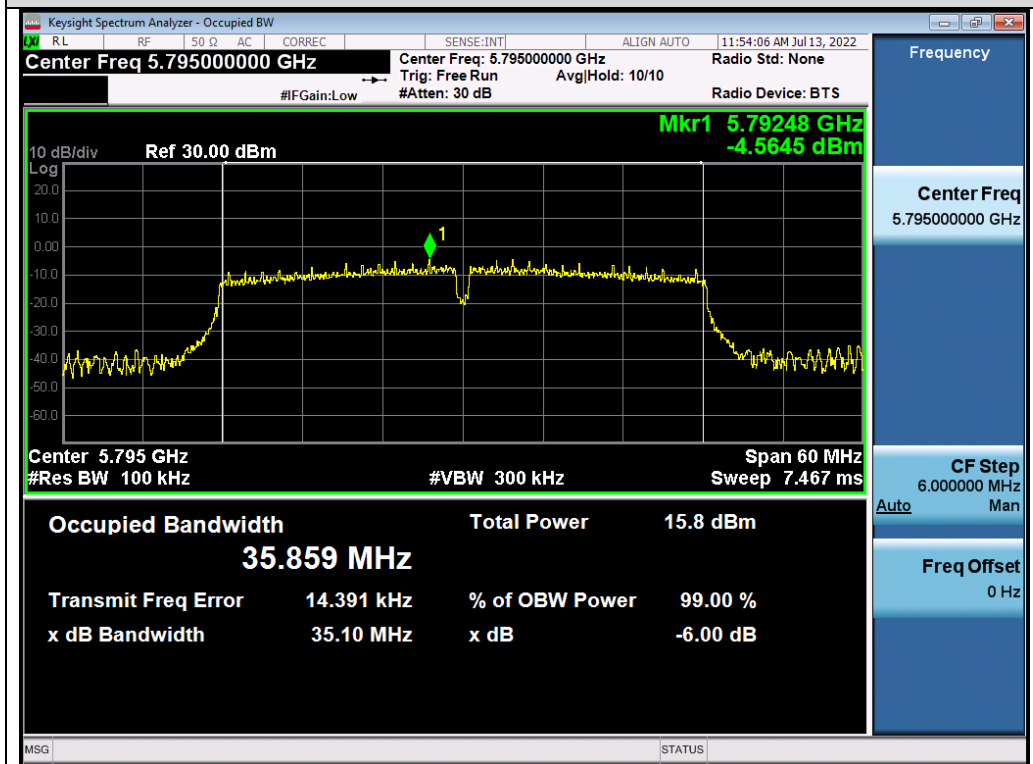 Keysight Spectrum Analyzer - Occupied BW
LXI RL RF 50 Ω AC CORREC SENSE:INT ALIGN AUTO 11:54:06 AM Jul 13, 2022
Center Freq 5.795000000 GHz
#IFGain:Low
Center Freq: 5.795000000 GHz
Trig: Free Run Avg|Hold: 10/10
#Atten: 30 dB
Radio Std: None
Radio Device: BTS
Mkr1 5.79248 GHz
-4.5645 dBm
10 dB/div Ref 30.00 dBm
Log
20.0
10.0
0.00
-10.0
-20.0
-30.0
-40.0
-50.0
-60.0
1
Center 5.795 GHz Span 60 MHz
#Res BW 100 kHz #VBW 300 kHz Sweep 7.467 ms
Occupied Bandwidth Total Power 15.8 dBm
35.859 MHz
Transmit Freq Error 14.391 kHz % of OBW Power 99.00 %
x dB Bandwidth 35.10 MHz x dB -6.00 dB
MSG STATUS
Frequency
Center Freq
5.795000000 GHz
CF Step
6.000000 MHz
Auto Man
Freq Offset
0 Hz